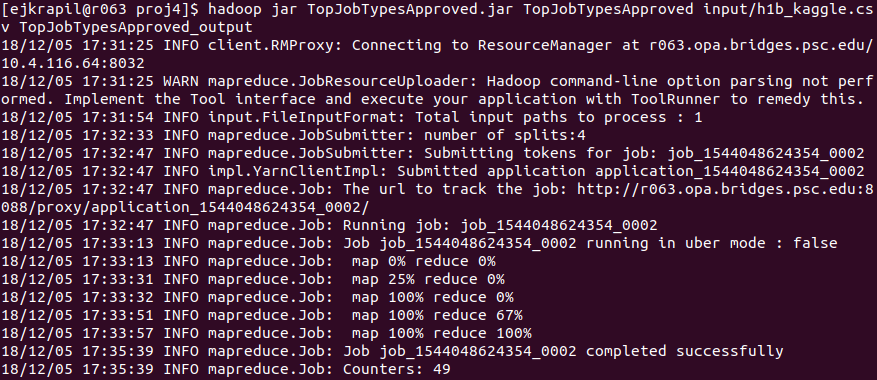 [ejkrapil@r063 proj4]$ hadoop jar TopJobTypesApproved.jar TopJobTypesApproved input/h1b_kaggle.cs
v TopJobTypesApproved_output
18/12/05 17:31:25 INFO client.RMProxy: Connecting to ResourceManager at r063.opa.bridges.psc.edu/
10.4.116.64:8032
18/12/05 17:31:25 WARN mapreduce.JobResourceUploader: Hadoop command-line option parsing not perf
ormed. Implement the Tool interface and execute your application with ToolRunner to remedy this.
18/12/05 17:31:54 INFO input.FileInputFormat: Total input paths to process : 1
18/12/05 17:32:33 INFO mapreduce.JobSubmitter: number of splits:4
18/12/05 17:32:47 INFO mapreduce.JobSubmitter: Submitting tokens for job: job_1544048624354_0002
18/12/05 17:32:47 INFO impl.YarnClientImpl: Submitted application application_1544048624354_0002
18/12/05 17:32:47 INFO mapreduce.Job: The url to track the job: http://r063.opa.bridges.psc.edu:8
088/proxy/application_1544048624354_0002/
18/12/05 17:32:47 INFO mapreduce.Job: Running job: job_1544048624354_0002
18/12/05 17:33:13 INFO mapreduce.Job: Job job_1544048624354_0002 running in uber mode : false
18/12/05 17:33:13 INFO mapreduce.Job:  map 0% reduce 0%
18/12/05 17:33:31 INFO mapreduce.Job:  map 25% reduce 0%
18/12/05 17:33:32 INFO mapreduce.Job:  map 100% reduce 0%
18/12/05 17:33:51 INFO mapreduce.Job:  map 100% reduce 67%
18/12/05 17:33:57 INFO mapreduce.Job:  map 100% reduce 100%
18/12/05 17:35:39 INFO mapreduce.Job: Job job_1544048624354_0002 completed successfully
18/12/05 17:35:39 INFO mapreduce.Job: Counters: 49